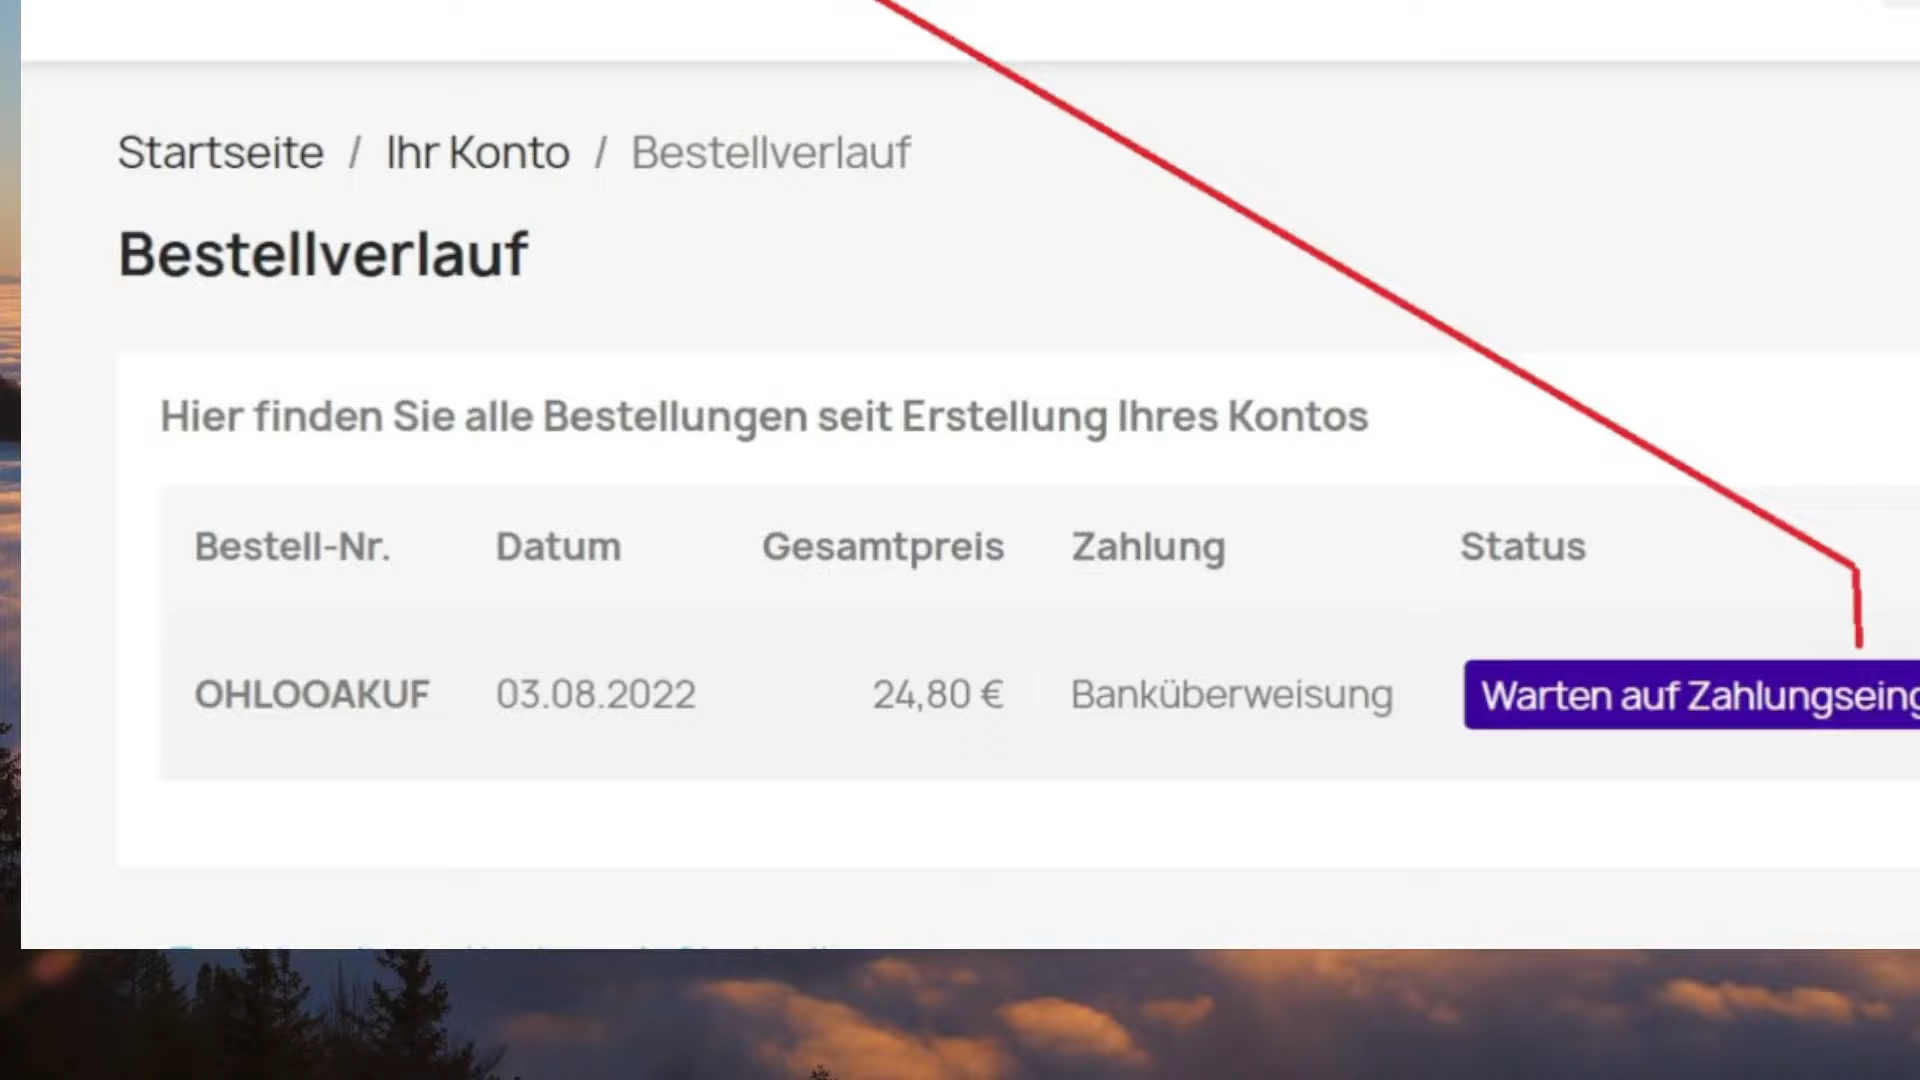 Startseite / Ihr Konto / Bestellverlauf
Bestellverlauf
Hier finden Sie alle Bestellungen seit Erstellung Ihres Kontos
Bestell-Nr. Datum Gesamtpreis Zahlung Status
OHLOOAKUF 03.08.2022 24,80 € Banküberweisung Warten auf Zahlungseing